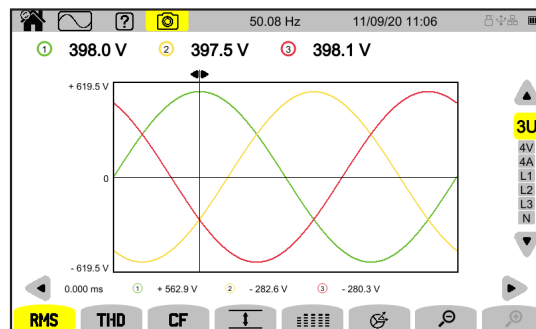 ? 50.08 Hz 11/09/20 11:06
1 398.0 V 2 397.5 V 3 398.1 V
+ 619.5 V
0
- 619.5 V
3U
4V
4A
L1
L2
L3
N
0.000 ms 1 + 562.9 V 2 - 282.6 V 3 - 280.3 V
RMS THD CF